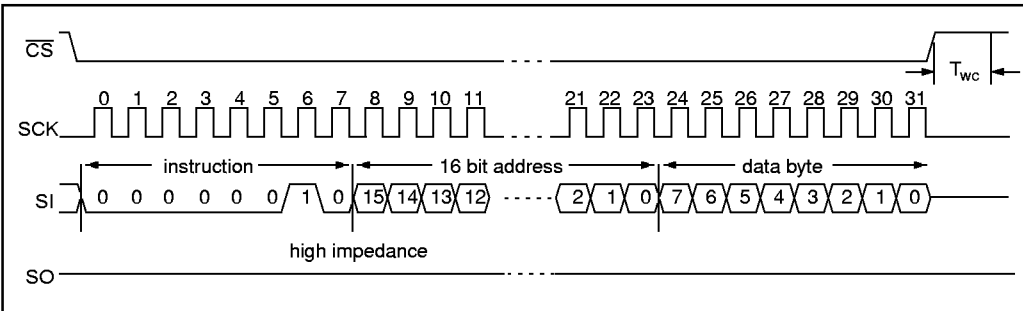 CS
TWC
0 1 2 3 4 5 6 7 8 9 10 11 21 22 23 24 25 26 27 28 29 30 31
SCK
instruction 16 bit address data byte
SI 0 0 0 0 0 0 1 0 15 14 13 12 2 1 0 7 6 5 4 3 2 1 0
high impedance
SO